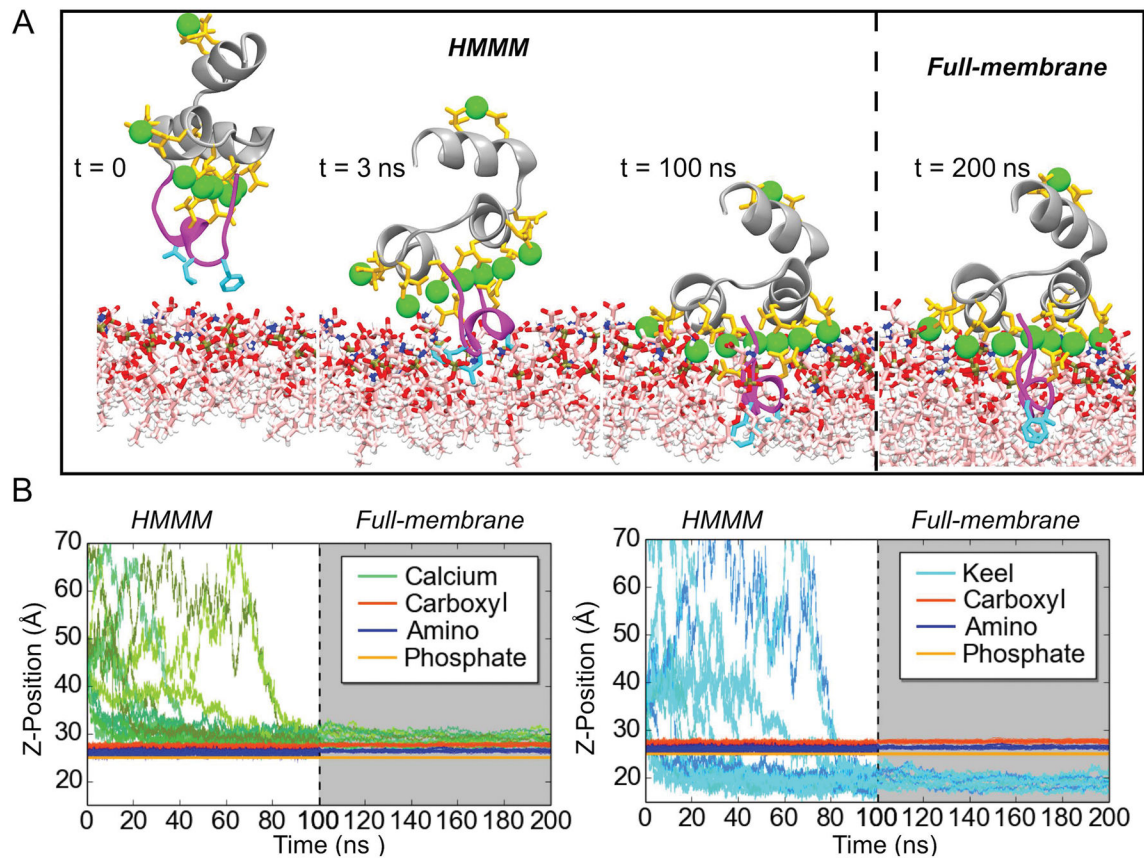 A
HMMM
Full-membrane
t = 0
t = 3 ns
t = 100 ns
t = 200 ns
B
HMMM
Full-membrane
HMMM
Full-membrane
70
60
50
40
30
20
Z-Position (Å)
Calcium
Carboxyl
Amino
Phosphate
0 20 40 60 80 100 120 140 160 180 200
Time (ns )
70
60
50
40
30
20
Z-Position (Å)
Keel
Carboxyl
Amino
Phosphate
0 20 40 60 80 100 120 140 160 180 200
Time (ns)